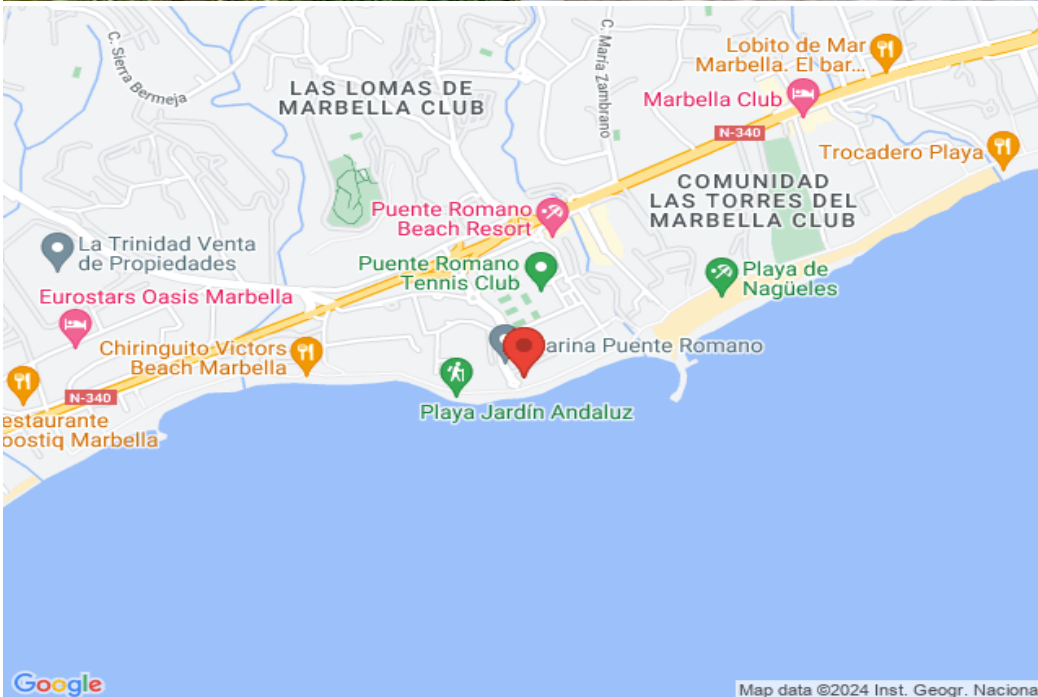 C. Sierra Bermeja
LAS LOMAS DE
MARBELLA CLUB
C. María Zambrano
Lobito de Mar
Marbella. El bar...
Marbella Club
N-340
Trocadero Playa
COMUNIDAD
LAS TORRES DEL
MARBELLA CLUB
Puente Romano
Beach Resort
La Trinidad Venta
de Propiedades
Puente Romano
Tennis Club
Playa de
Nagüeles
Eurostars Oasis Marbella
Chiringuito Victors
Beach Marbella
arina Puente Romano
N-340
Playa Jardín Andaluz
estaurante
oostiq Marbella
Google
Map data ©2024 Inst. Geogr. Naciona